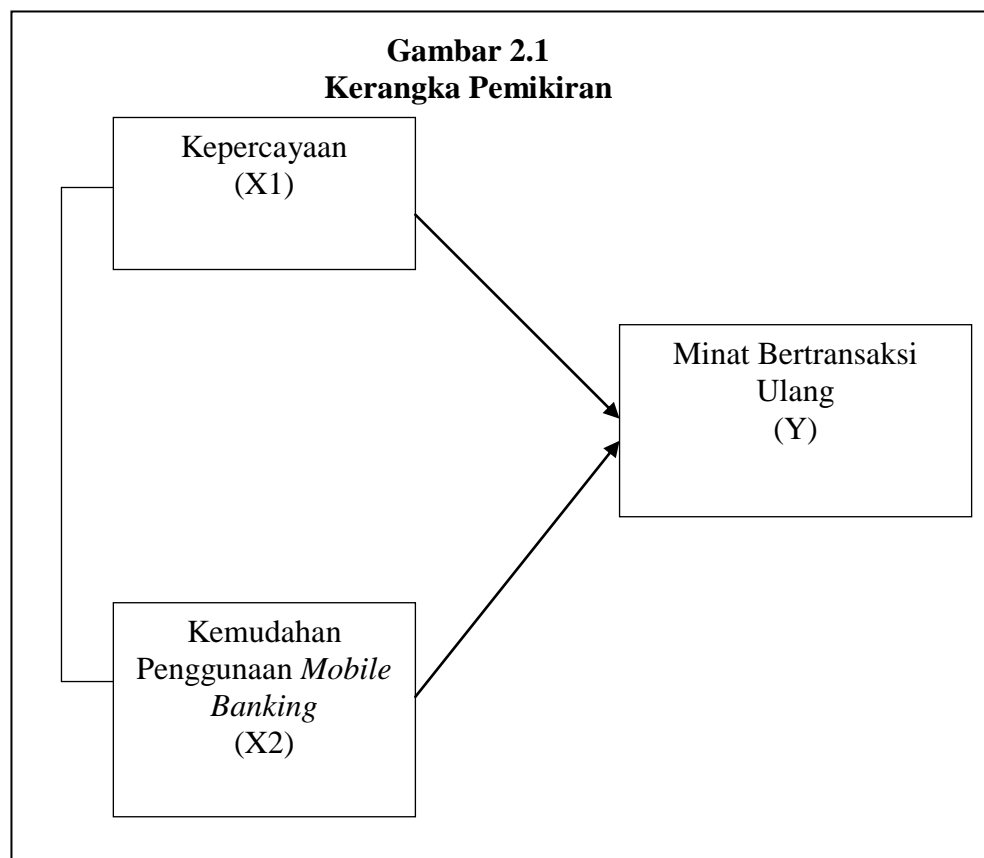 Gambar 2.1
Kerangka Pemikiran
Kepercayaan
(X1)
Minat Bertransaksi
Ulang
(Y)
Kemudahan
Penggunaan Mobile
Banking
(X2)